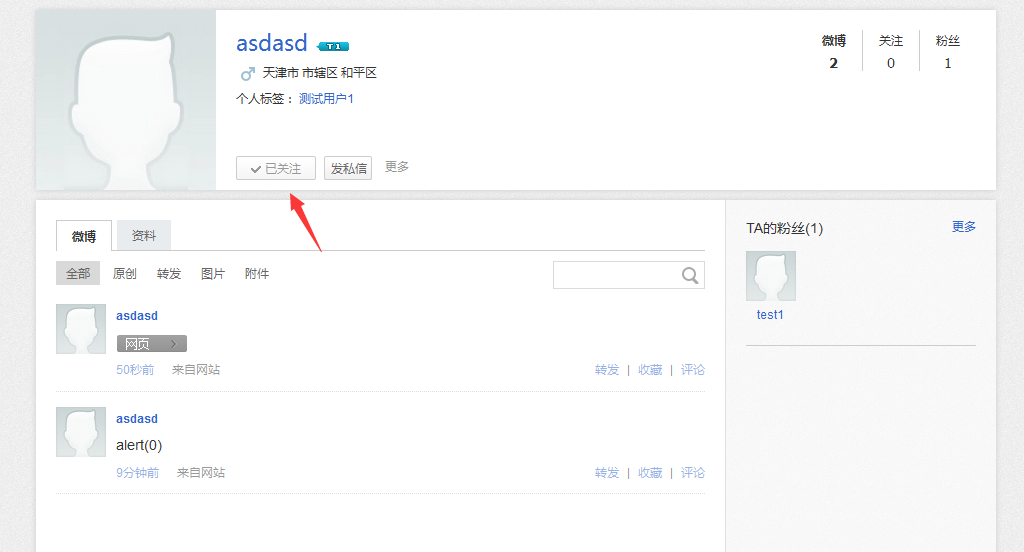 asdasd T1
微博 关注 粉丝
2 0 1
天津市 市辖区 和平区
个人标签： 测试用户1
已关注 发私信 更多
微博 资料
TA的粉丝(1) 更多
全部 原创 转发 图片 附件
asdasd
test1
网页 >
50秒前 来自网站 转发 | 收藏 | 评论
asdasd
alert(0)
9分钟前 来自网站 转发 | 收藏 | 评论